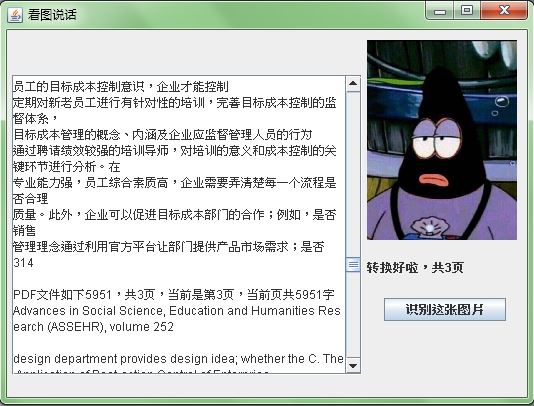 看图说话
员工的目标成本控制意识，企业才能控制
定期对新老员工进行有针对性的培训，完善目标成本控制的监
督体系，
目标成本管理的概念、内涵及企业应监督管理人员的行为
通过聘请绩效较强的培训导师，对培训的意义和成本控制的关
键环节进行分析。在
专业能力强，员工综合素质高，企业需要弄清楚每一个流程是
否合理
质量。此外，企业可以促进目标成本部门的合作；例如，是否
销售
管理理念通过利用官方平台让部门提供产品市场需求；是否
314
PDF文件如下5951，共3页，当前是第3页，当前页共5951字
Advances in Social Science, Education and Humanities Res
earch (ASSEHR), volume 252
design department provides design idea; whether the C. The
Application of Post-action Control of Enterprise
转换好啦，共3页
识别这张图片